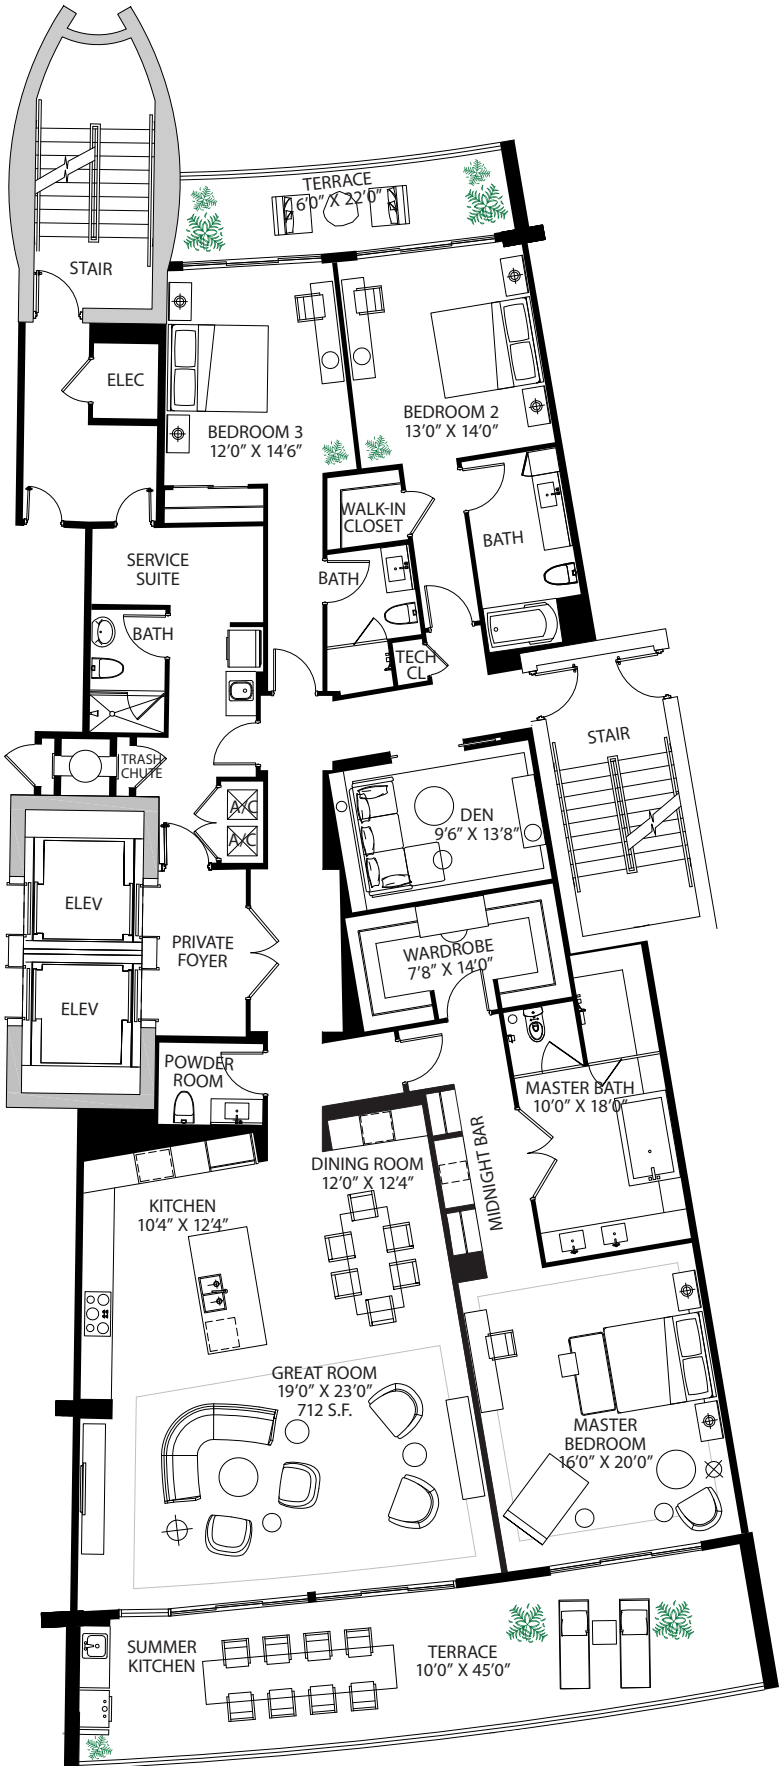 TERRACE
6'0" X 22'0"
STAIR
ELEC
BEDROOM 3
12'0" X 14'6"
BEDROOM 2
13'0" X 14'0"
WALK-IN
CLOSET
BATH
SERVICE
SUITE
BATH
BATH
TECH
CL
STAIR
TRASH
CHUTE
A/C
A/C
DEN
9'6" X 13'8"
ELEV
PRIVATE
FOYER
WARDROBE
7'8" X 14'0"
ELEV
POWDER
ROOM
MASTER BATH
10'0" X 18'0"
MIDNIGHT BAR
DINING ROOM
12'0" X 12'4"
KITCHEN
10'4" X 12'4"
GREAT ROOM
19'0" X 23'0"
712 S.F.
MASTER
BEDROOM
16'0" X 20'0"
SUMMER
KITCHEN
TERRACE
10'0" X 45'0"